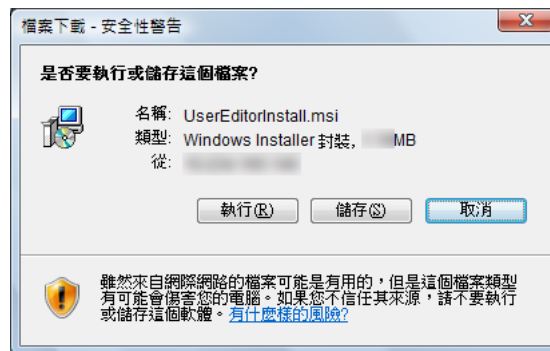 檔案下載 - 安全性警告
是否要執行或儲存這個檔案?
名稱: UserEditorInstall.msi
類型: Windows Installer 封裝, MB
從:
執行(R) 儲存(S) 取消
雖然來自網際網路的檔案可能是有用的，但是這個檔案類型
有可能會傷害您的電腦。如果您不信任其來源，請不要執行
或儲存這個軟體。有什麼樣的風險?